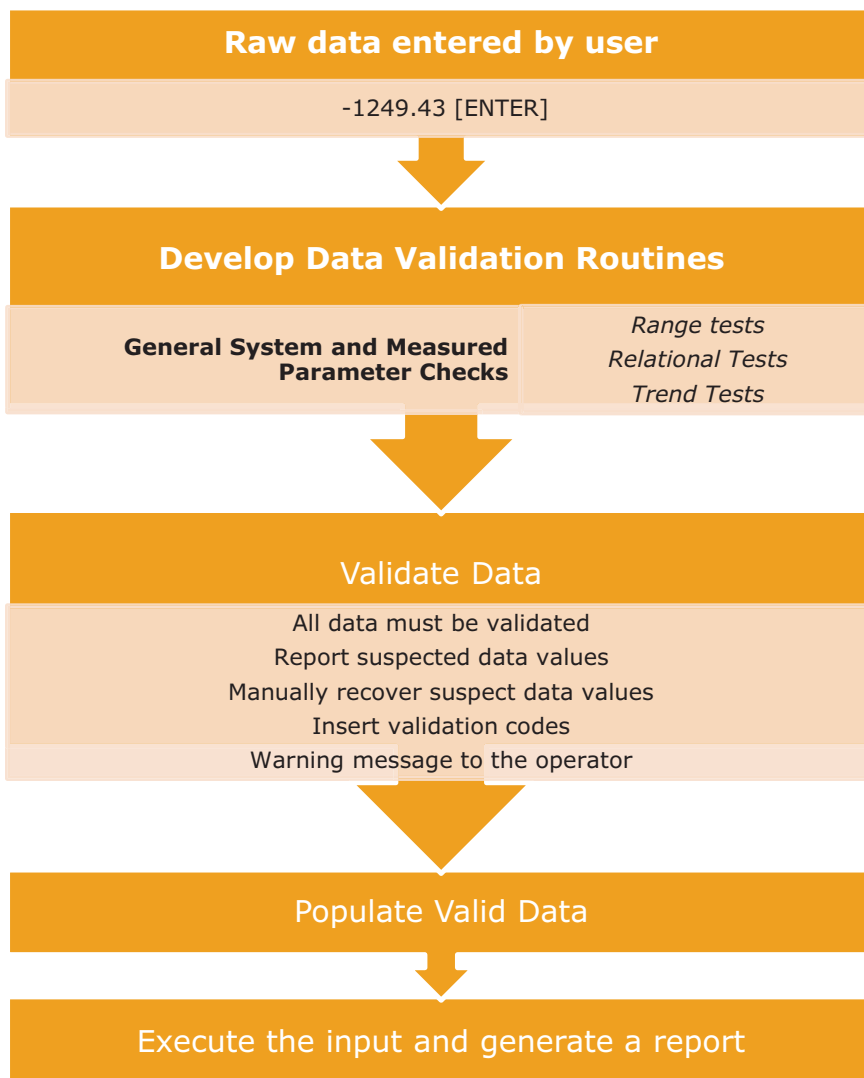 Raw data entered by user
-1249.43 [ENTER]
Develop Data Validation Routines
General System and Measured
Parameter Checks
Range tests
Relational Tests
Trend Tests
Validate Data
All data must be validated
Report suspected data values
Manually recover suspect data values
Insert validation codes
Warning message to the operator
Populate Valid Data
Execute the input and generate a report